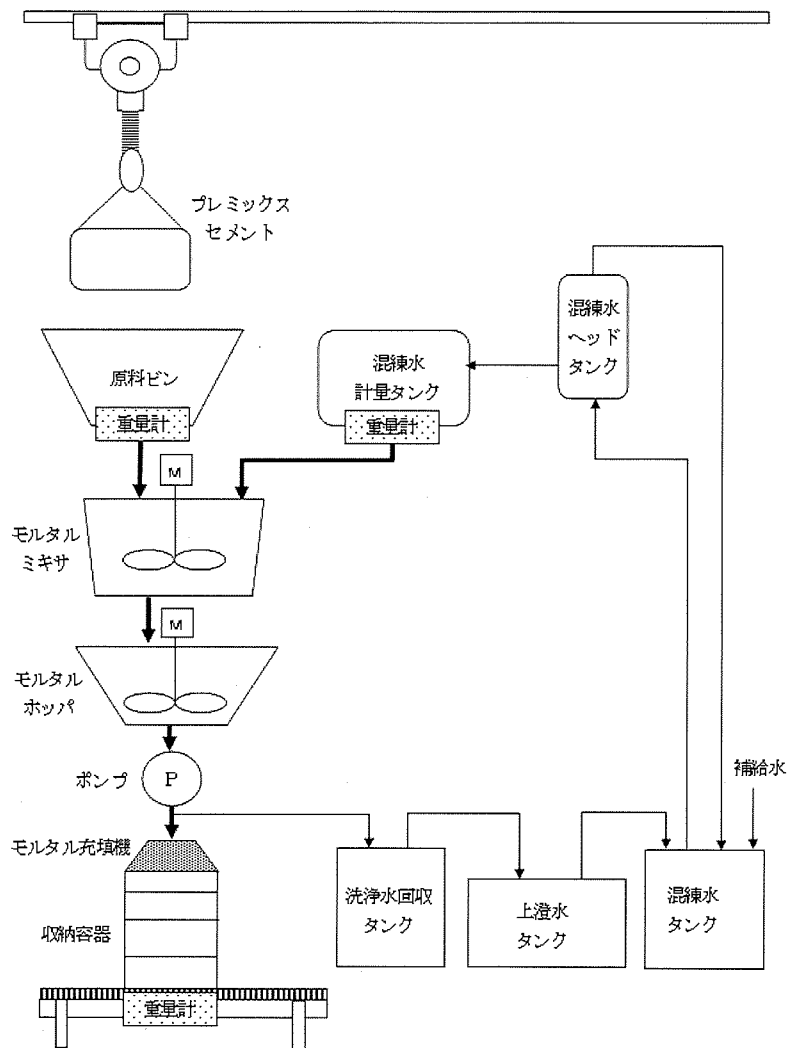 プレミックス
セメント
混練水
ヘッド
タンク
原料ビン
重量計
混練水
計量タンク
重量計
M
モルタル
ミキサ
M
モルタル
ホッパ
ポンプ
P
補給水
モルタル充填機
収納容器
重量計
洗浄水回収
タンク
上澄水
タンク
混練水
タンク